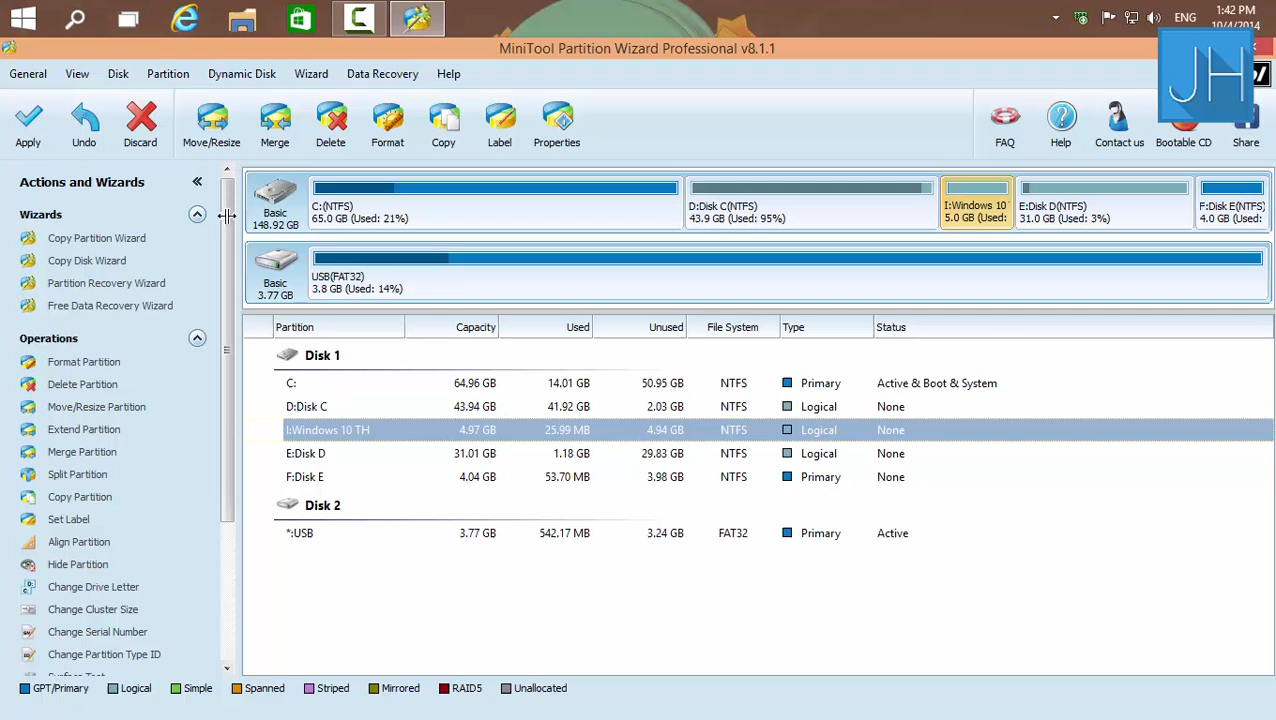 1:42 PM
ENG
10/4/2014
MiniTool Partition Wizard Professional v8.1.1
JH
General View Disk Partition Dynamic Disk Wizard Data Recovery Help
Apply Undo Discard Move/Resize Merge Delete Format Copy Label Properties FAQ Help Contact us Bootable CD Share
Actions and Wizards
Wizards
Copy Partition Wizard
Copy Disk Wizard
Partition Recovery Wizard
Free Data Recovery Wizard
Operations
Format Partition
Delete Partition
Move/Resize Partition
Extend Partition
Merge Partition
Split Partition
Copy Partition
Set Label
Align Partition
Hide Partition
Change Drive Letter
Change Cluster Size
Change Serial Number
Change Partition Type ID
Basic
148.92 GB
C:(NTFS)
65.0 GB (Used: 21%)
D:Disk C(NTFS)
43.9 GB (Used: 95%)
I:Windows 10
5.0 GB (Used:
E:Disk D(NTFS)
31.0 GB (Used: 3%)
F:Disk E(NTFS)
4.0 GB (Used:
Basic
3.77 GB
USB(FAT32)
3.8 GB (Used: 14%)
Partition Capacity Used Unused File System Type Status
Disk 1
C: 64.96 GB 14.01 GB 50.95 GB NTFS Primary Active & Boot & System
D:Disk C 43.94 GB 41.92 GB 2.03 GB NTFS Logical None
I:Windows 10 TH 4.97 GB 25.99 MB 4.94 GB NTFS Logical None
E:Disk D 31.01 GB 1.18 GB 29.83 GB NTFS Logical None
F:Disk E 4.04 GB 53.70 MB 3.98 GB NTFS Primary None
Disk 2
*:USB 3.77 GB 542.17 MB 3.24 GB FAT32 Primary Active
GPT/Primary Logical Simple Spanned Striped Mirrored RAID5 Unallocated